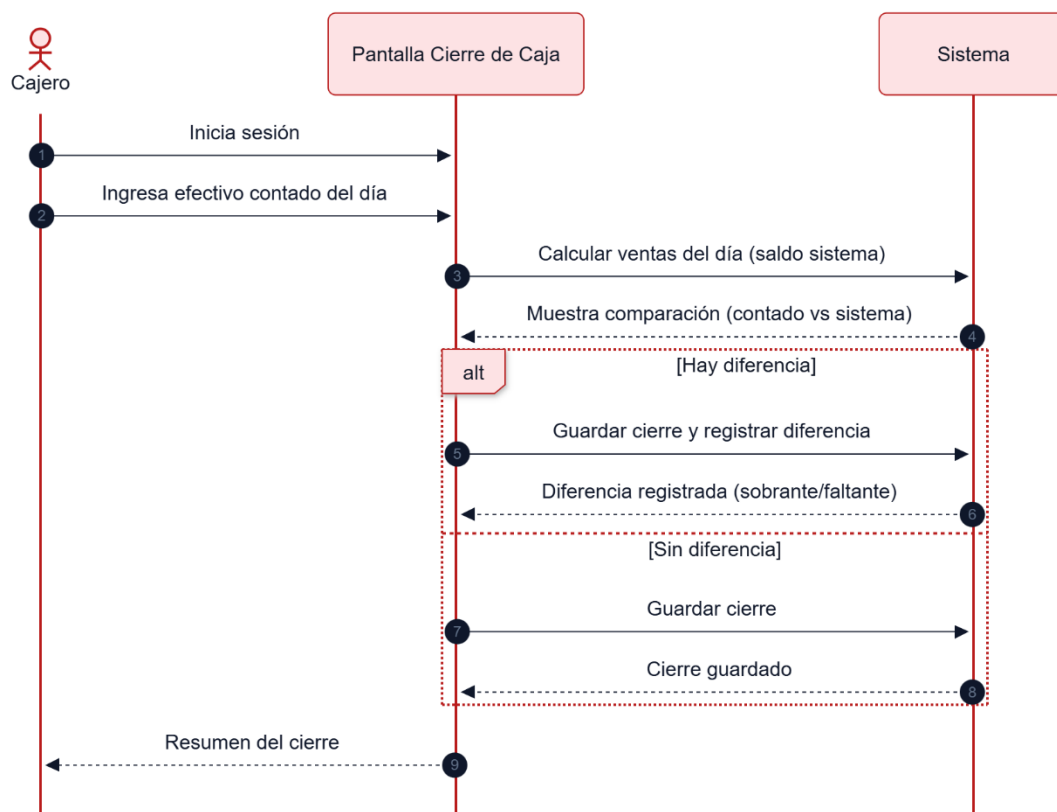 Cajero
Pantalla Cierre de Caja
Sistema
Inicia sesión
1
Ingresa efectivo contado del día
2
Calcular ventas del día (saldo sistema)
3
Muestra comparación (contado vs sistema)
4
alt
[Hay diferencia]
Guardar cierre y registrar diferencia
5
Diferencia registrada (sobrante/faltante)
6
[Sin diferencia]
Guardar cierre
7
Cierre guardado
8
Resumen del cierre
9